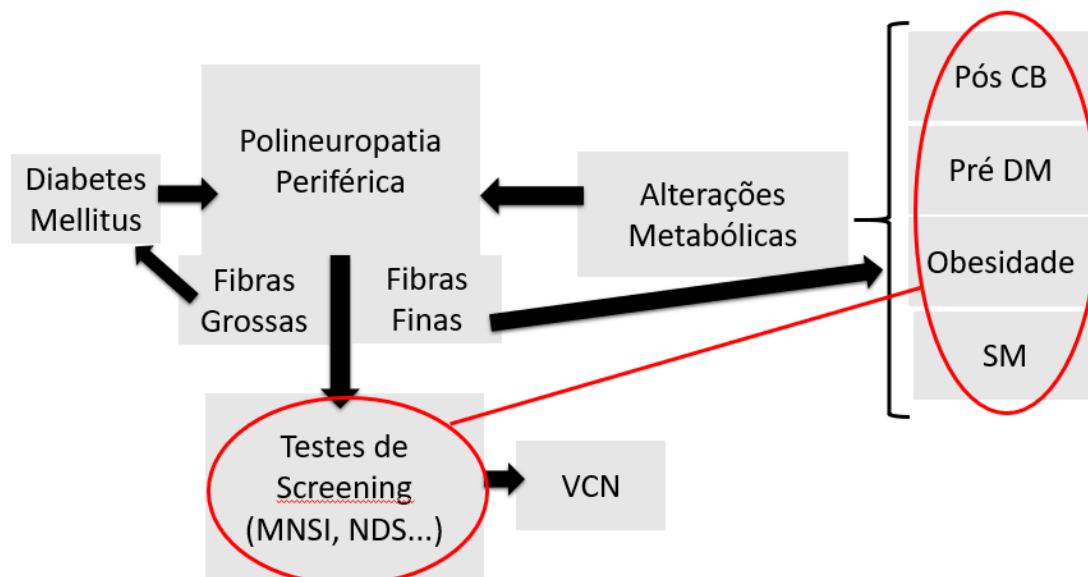 Diabetes
Mellitus
Polineuropatia
Periférica
Fibras
Grossas
Fibras
Finas
Alterações
Metabólicas
Pós CB
Pré DM
Obesidade
SM
Testes de
Screening
(MNSI, NDS...)
VCN